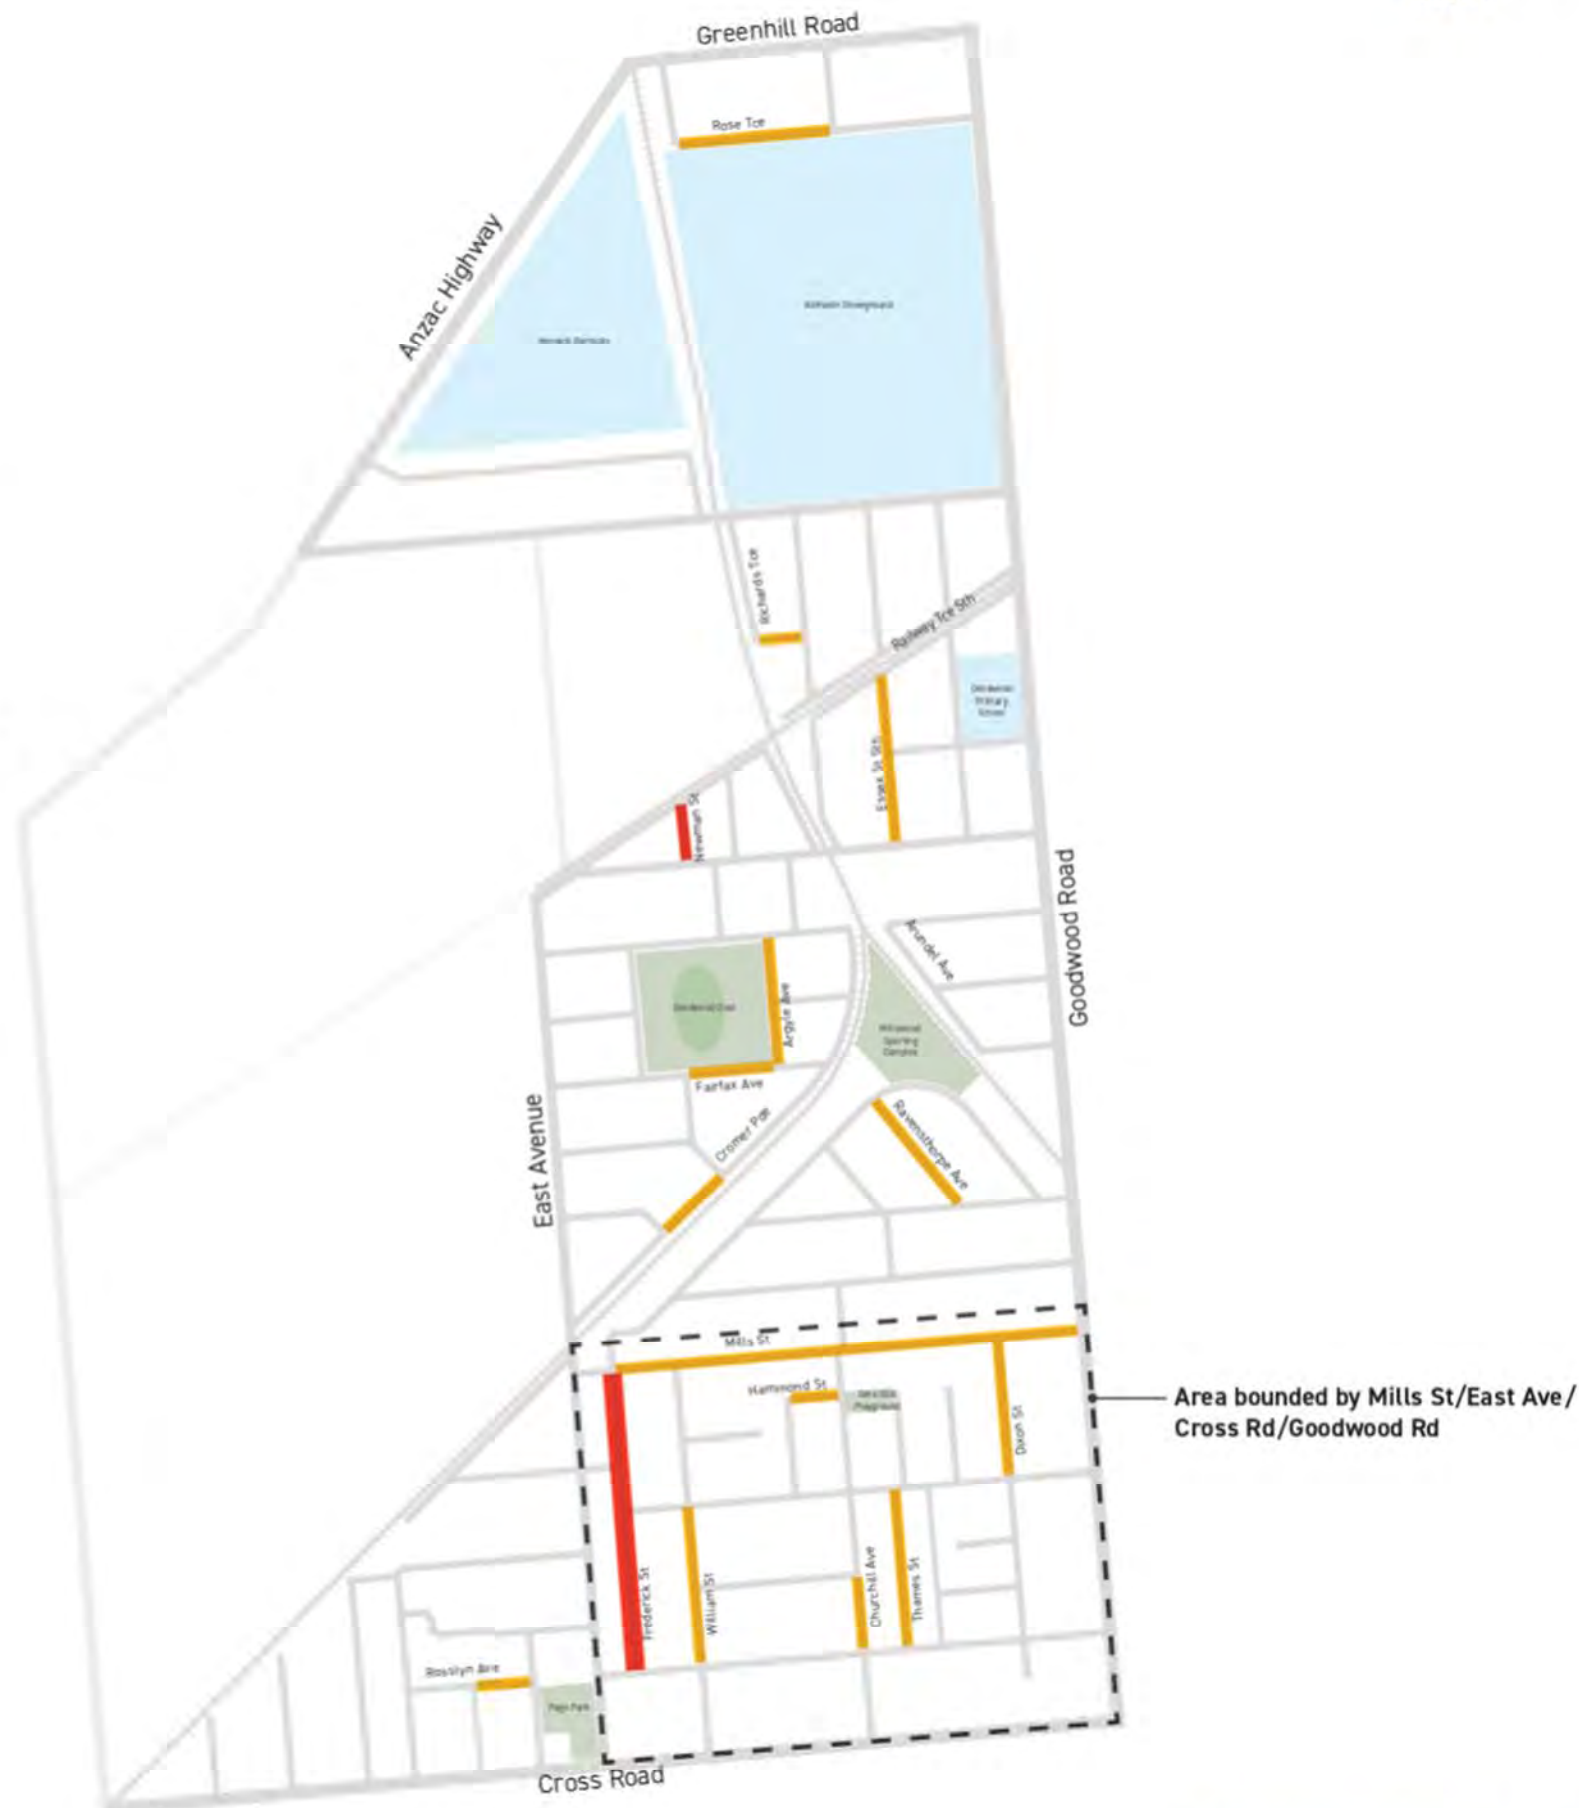 Greenhill Road
Rose Tce
Anzac Highway
Richards Tce
Railway Tce Sth
Essex St Sth
Newman St
Goodwood Road
Arundel Ave
Argyle Ave
Fairfax Ave
Cromer Pde
Ravensthorpe Ave
East Avenue
Mills St
Hammond St
Playground
Dixon St
Area bounded by Mills St/East Ave/
Cross Rd/Goodwood Rd
Frederick St
William St
Churchill Ave
Thames St
Rosslyn Ave
Page Park
Cross Road